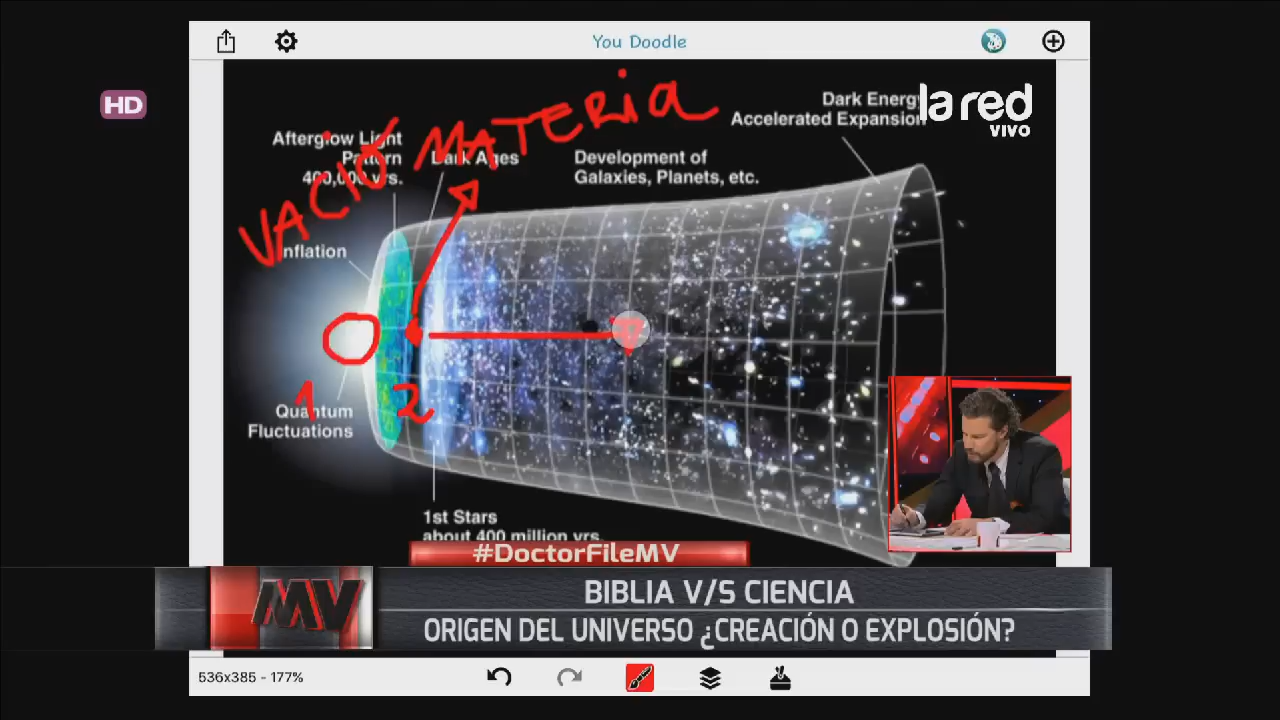 You Doodle
HD
la red
VIVO
Dark Energy
Accelerated Expansion
Afterglow Light
Pattern
400,000 yrs.
Dark Ages
Development of
Galaxies, Planets, etc.
VACIO MATERIA
Inflation
1
2
Quantum
Fluctuations
1st Stars
about 400 million yrs.
#DoctorFileMV
MV
BIBLIA V/S CIENCIA
ORIGEN DEL UNIVERSO ¿CREACIÓN O EXPLOSIÓN?
536x385 - 177%